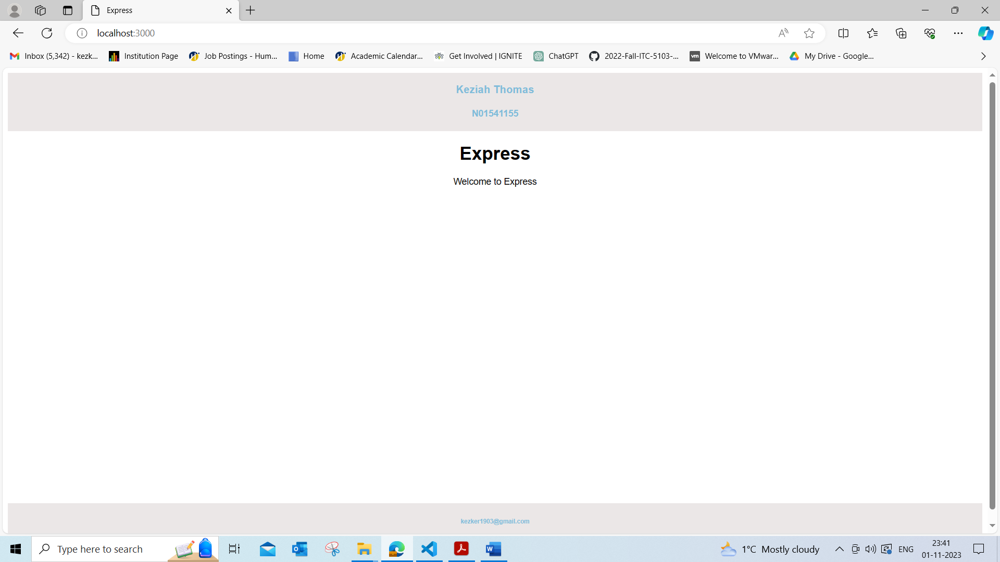 Express
localhost:3000
Inbox (5,342) - kezk...
Institution Page
Job Postings - Hum...
Home
Academic Calendar...
Get Involved | IGNITE
ChatGPT
2022-Fall-ITC-5103-...
vm
Welcome to VMwar...
My Drive - Google...
Keziah Thomas
N01541155
Express
Welcome to Express
kezker1903@gmail.com
Type here to search
1°C Mostly cloudy
ENG
23:41
01-11-2023